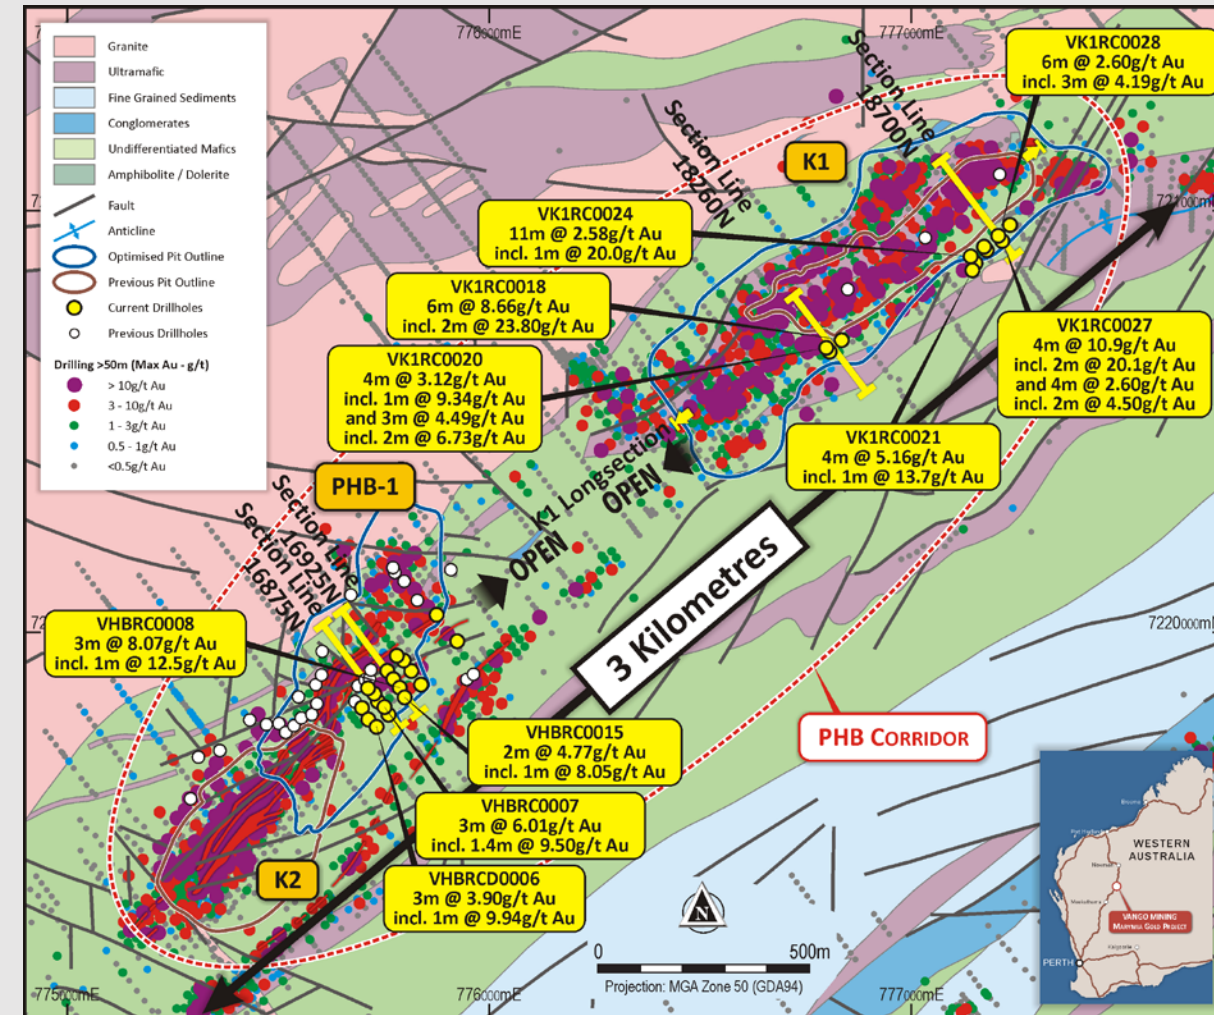 Granite
Ultramafic
Fine Grained Sediments
Conglomerates
Undifferentiated Mafics
Amphibolite / Dolerite
Fault
Anticline
Optimised Pit Outline
Previous Pit Outline
Current Drillholes
Previous Drillholes
Drilling >50m (Max Au - g/t)
> 10g/t Au
3 - 10g/t Au
1 - 3g/t Au
0.5 - 1g/t Au
<0.5g/t Au
776000mE
777000mE
Section Line
18700N
Section Line
18260N
VK1RC0028
6m @ 2.60g/t Au
incl. 3m @ 4.19g/t Au
K1
VK1RC0024
11m @ 2.58g/t Au
incl. 1m @ 20.0g/t Au
VK1RC0018
6m @ 8.66g/t Au
incl. 2m @ 23.80g/t Au
VK1RC0020
4m @ 3.12g/t Au
incl. 1m @ 9.34g/t Au
and 3m @ 4.49g/t Au
incl. 2m @ 6.73g/t Au
VK1RC0027
4m @ 10.9g/t Au
incl. 2m @ 20.1g/t Au
and 4m @ 2.60g/t Au
incl. 2m @ 4.50g/t Au
VK1RC0021
4m @ 5.16g/t Au
incl. 1m @ 13.7g/t Au
K1 Longsection
OPEN
OPEN
PHB-1
Section Line
16925N
Section Line
16875N
3 Kilometres
VHBRC0008
3m @ 8.07g/t Au
incl. 1m @ 12.5g/t Au
7220000m
PHB CORRIDOR
VHBRC0015
2m @ 4.77g/t Au
incl. 1m @ 8.05g/t Au
VHBRC0007
3m @ 6.01g/t Au
incl. 1.4m @ 9.50g/t Au
VHBRCD0006
3m @ 3.90g/t Au
incl. 1m @ 9.94g/t Au
K2
N
0 500m
Projection: MGA Zone 50 (GDA94)
775000mE
776000mE
777000mE
WESTERN
AUSTRALIA
VANGO MINING
MARYMIA GOLD PROJECT
PERTH